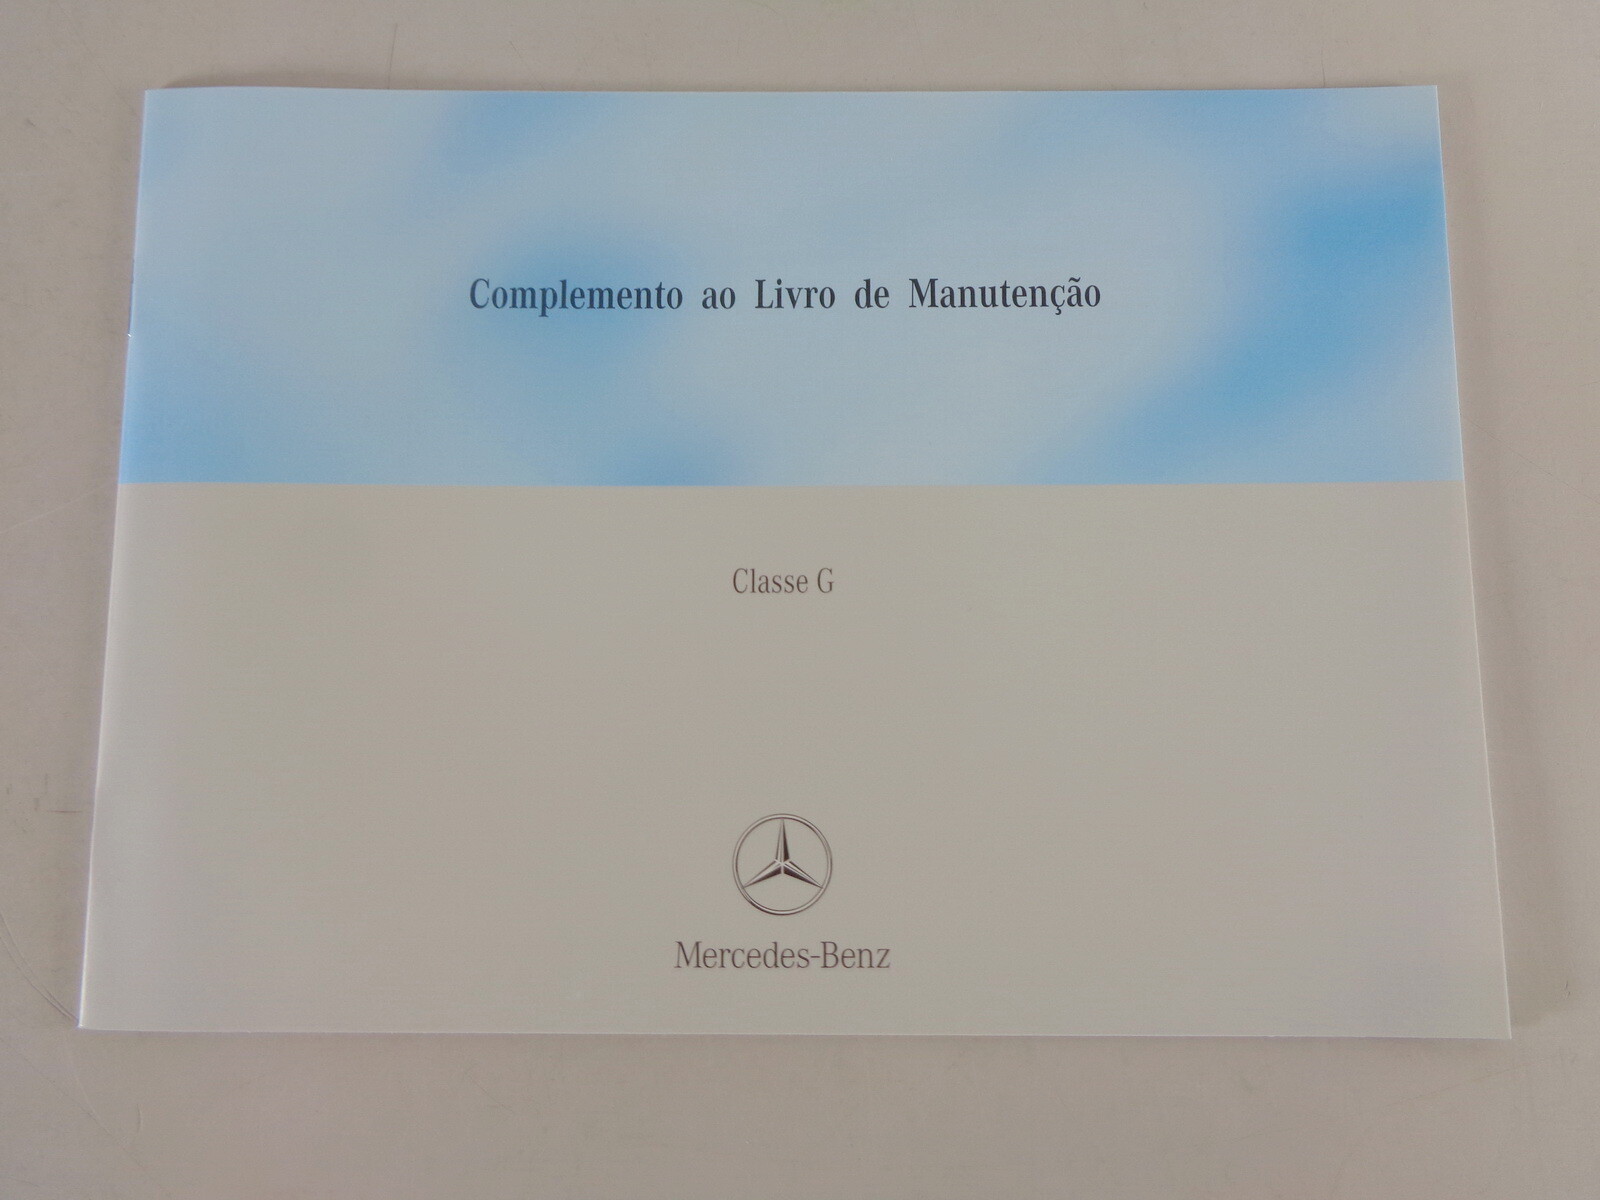 Complemento ao Livro de Manutenção
Classe G
Mercedes-Benz